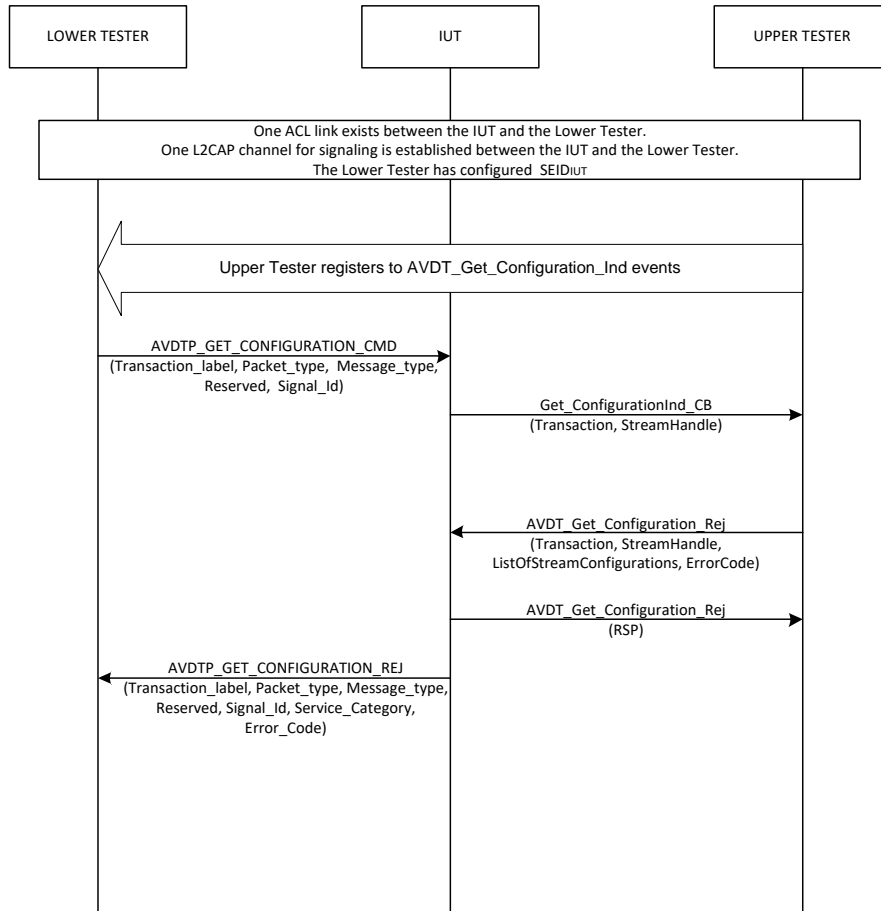 LOWER TESTER
IUT
UPPER TESTER
One ACL link exists between the IUT and the Lower Tester.
One L2CAP channel for signaling is established between the IUT and the Lower Tester.
The Lower Tester has configured SEIDIUT
Upper Tester registers to AVDT_Get_Configuration_Ind events
AVDTP_GET_CONFIGURATION_CMD
(Transaction_label, Packet_type, Message_type,
Reserved, Signal_Id)
Get_ConfigurationInd_CB
(Transaction, StreamHandle)
AVDT_Get_Configuration_Rej
(Transaction, StreamHandle,
ListOfStreamConfigurations, ErrorCode)
AVDT_Get_Configuration_Rej
(RSP)
AVDTP_GET_CONFIGURATION_REJ
(Transaction_label, Packet_type, Message_type,
Reserved, Signal_Id, Service_Category,
Error_Code)